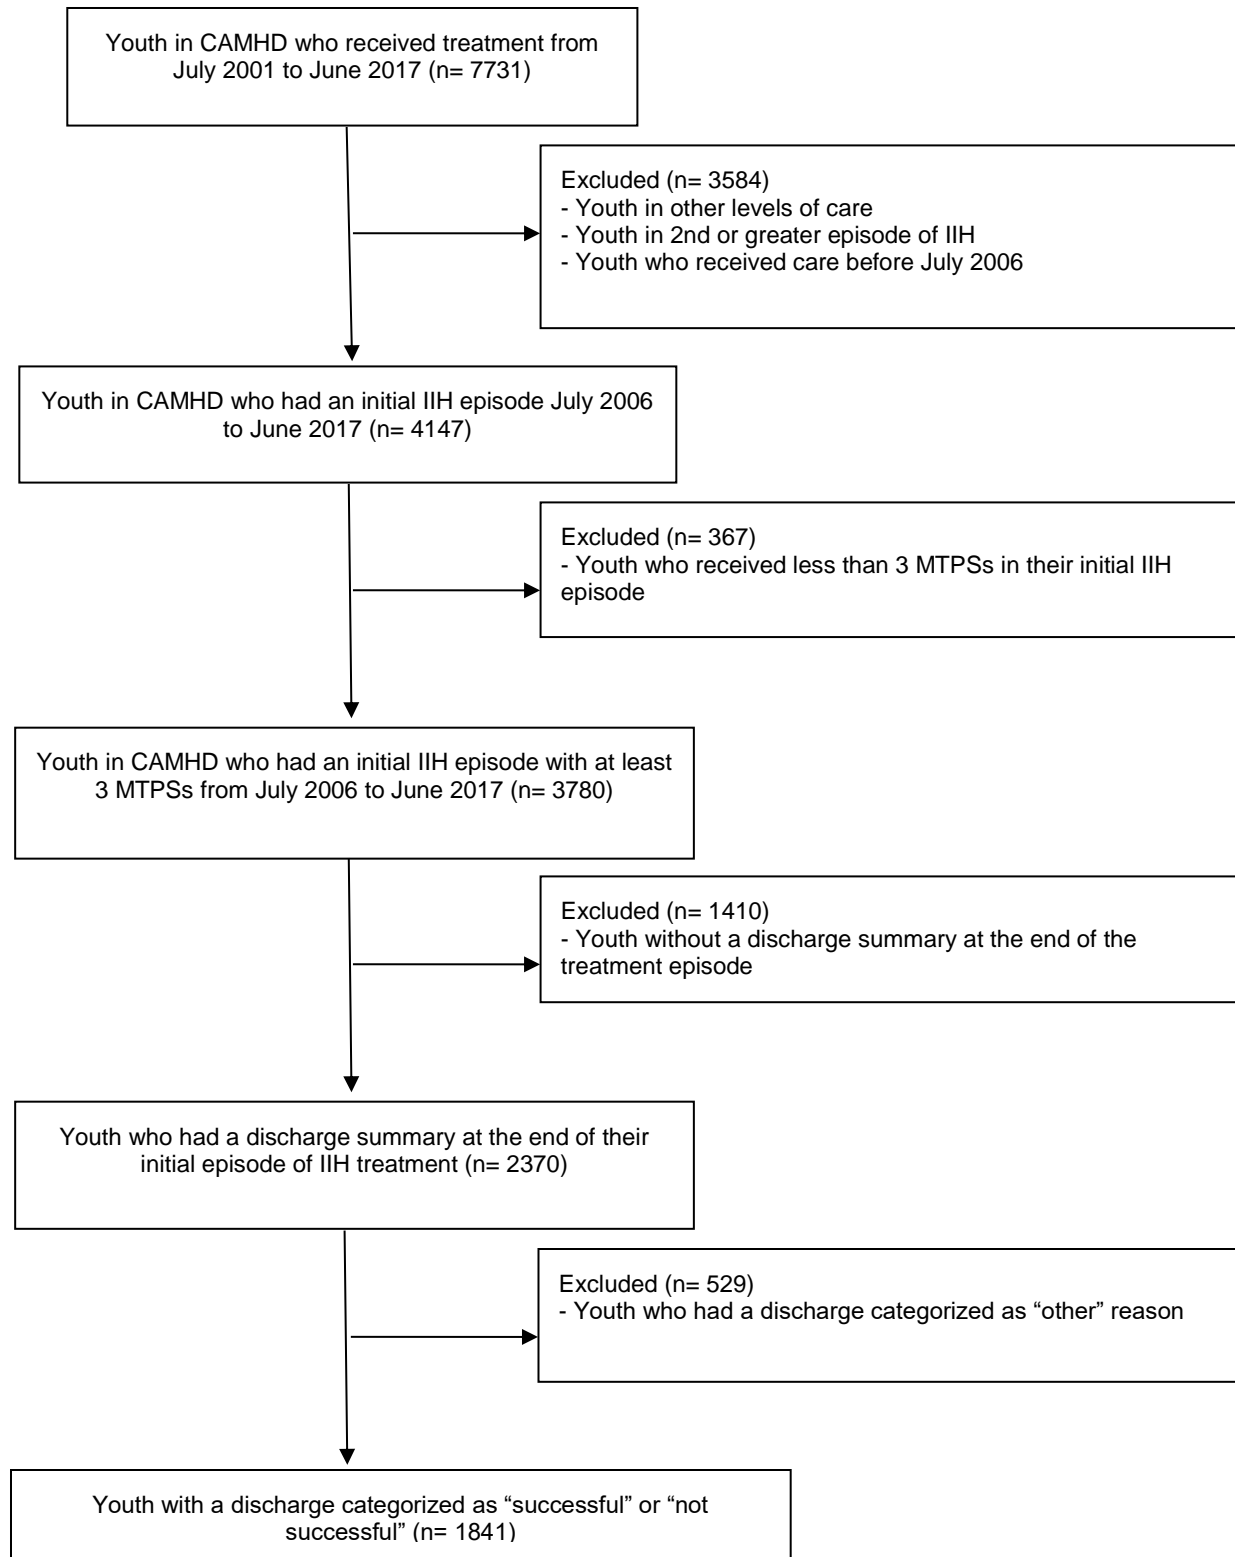 Youth in CAMHD who received treatment from
July 2001 to June 2017 (n= 7731)
Excluded (n= 3584)
- Youth in other levels of care
- Youth in 2nd or greater episode of IIH
- Youth who received care before July 2006
Youth in CAMHD who had an initial IIH episode July 2006
to June 2017 (n= 4147)
Excluded (n= 367)
- Youth who received less than 3 MTPSs in their initial IIH
episode
Youth in CAMHD who had an initial IIH episode with at least
3 MTPSs from July 2006 to June 2017 (n= 3780)
Excluded (n= 1410)
- Youth without a discharge summary at the end of the
treatment episode
Youth who had a discharge summary at the end of their
initial episode of IIH treatment (n= 2370)
Excluded (n= 529)
- Youth who had a discharge categorized as “other” reason
Youth with a discharge categorized as “successful” or “not
successful” (n= 1841)